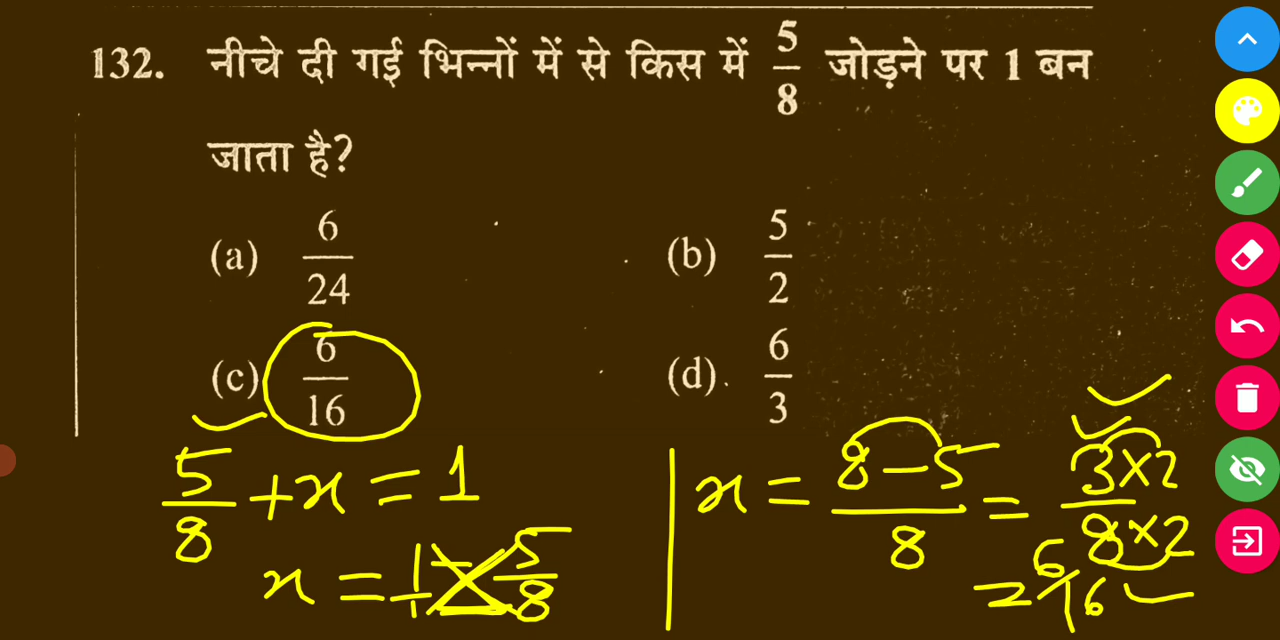 132. नीचे दी गई भिन्नों में से किस में 5/8 जोड़ने पर 1 बन
जाता है?
(a) 6/24 (b) 5/2
(c) 6/16 (d) 6/3
5/8 + x = 1
x = 1/1 - 5/8
x = 8-5/8 = 3×2/8×2
= 6/16